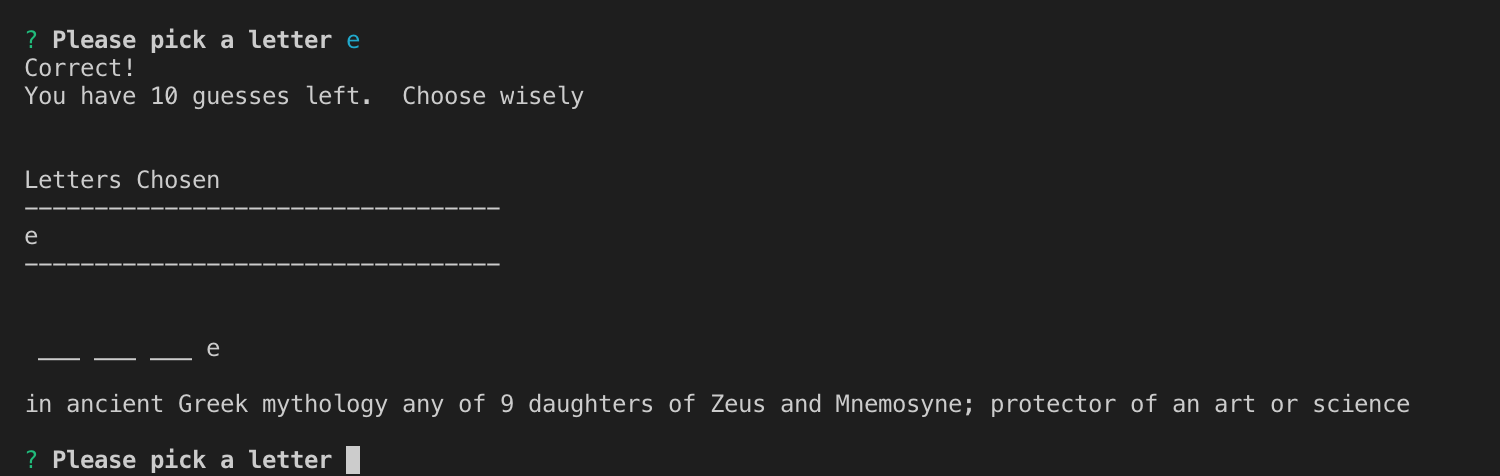 ? Please pick a letter e
Correct!
You have 10 guesses left.  Choose wisely
Letters Chosen
----------------------------------
e
----------------------------------
___ ___ ___ e
in ancient Greek mythology any of 9 daughters of Zeus and Mnemosyne; protector of an art or science
? Please pick a letter